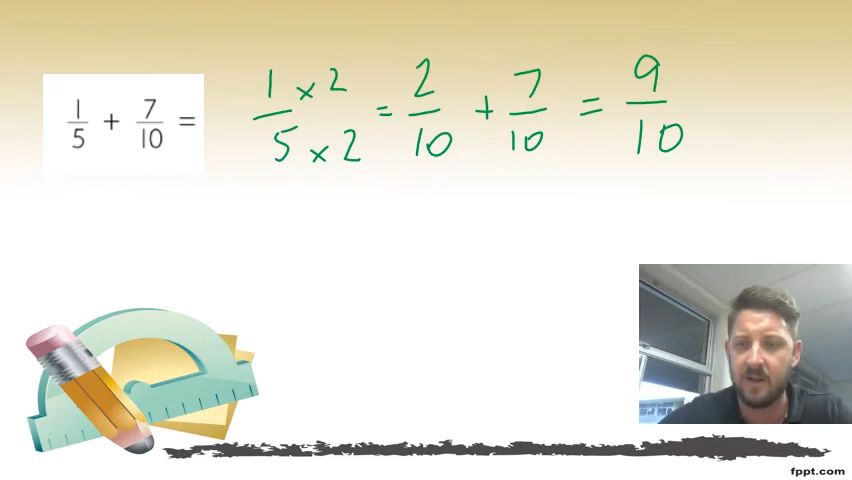 1/5 + 7/10 =
1 × 2 / 5 × 2 = 2/10 + 7/10 = 9/10
fppt.com